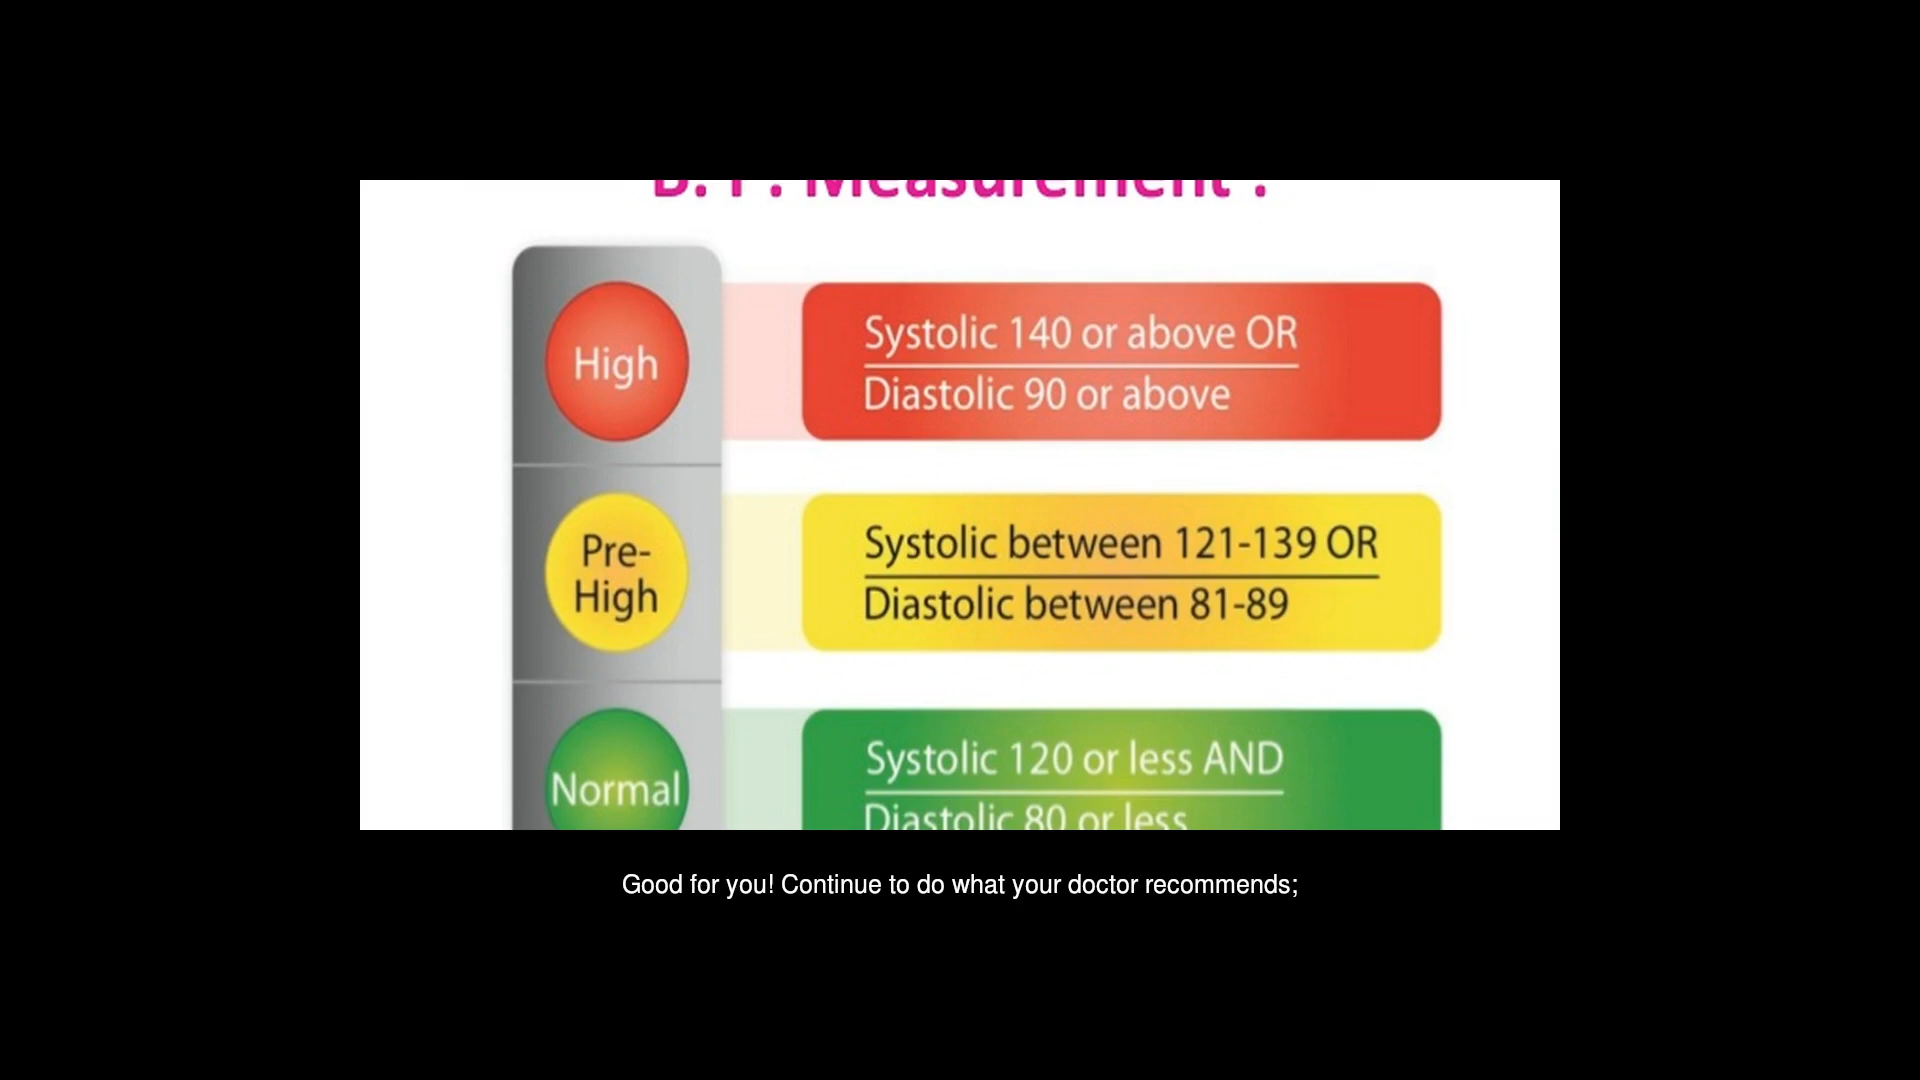 B. P. Measurement :
High
Systolic 140 or above OR
Diastolic 90 or above
Pre-
High
Systolic between 121-139 OR
Diastolic between 81-89
Normal
Systolic 120 or less AND
Diastolic 80 or less
Good for you! Continue to do what your doctor recommends;